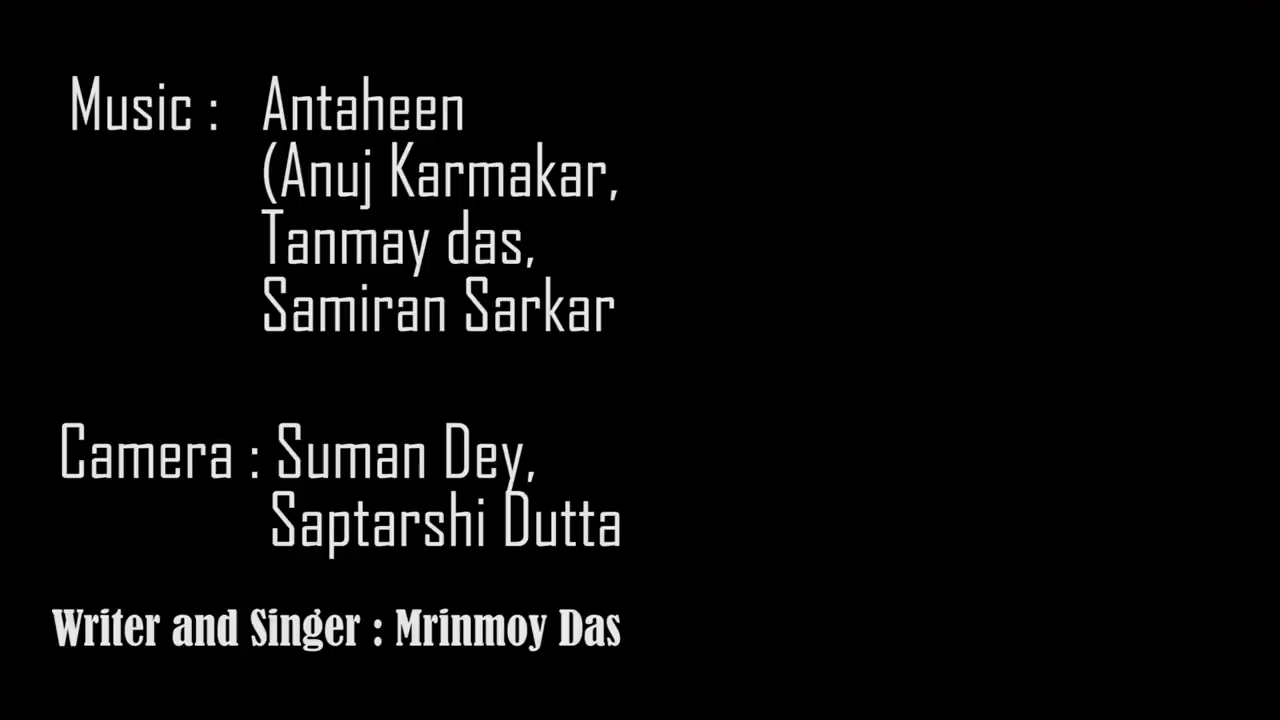 Music : Antaheen
(Anuj Karmakar,
Tanmay das,
Samiran Sarkar
Camera : Suman Dey,
Saptarshi Dutta
Writer and Singer : Mrinmoy Das